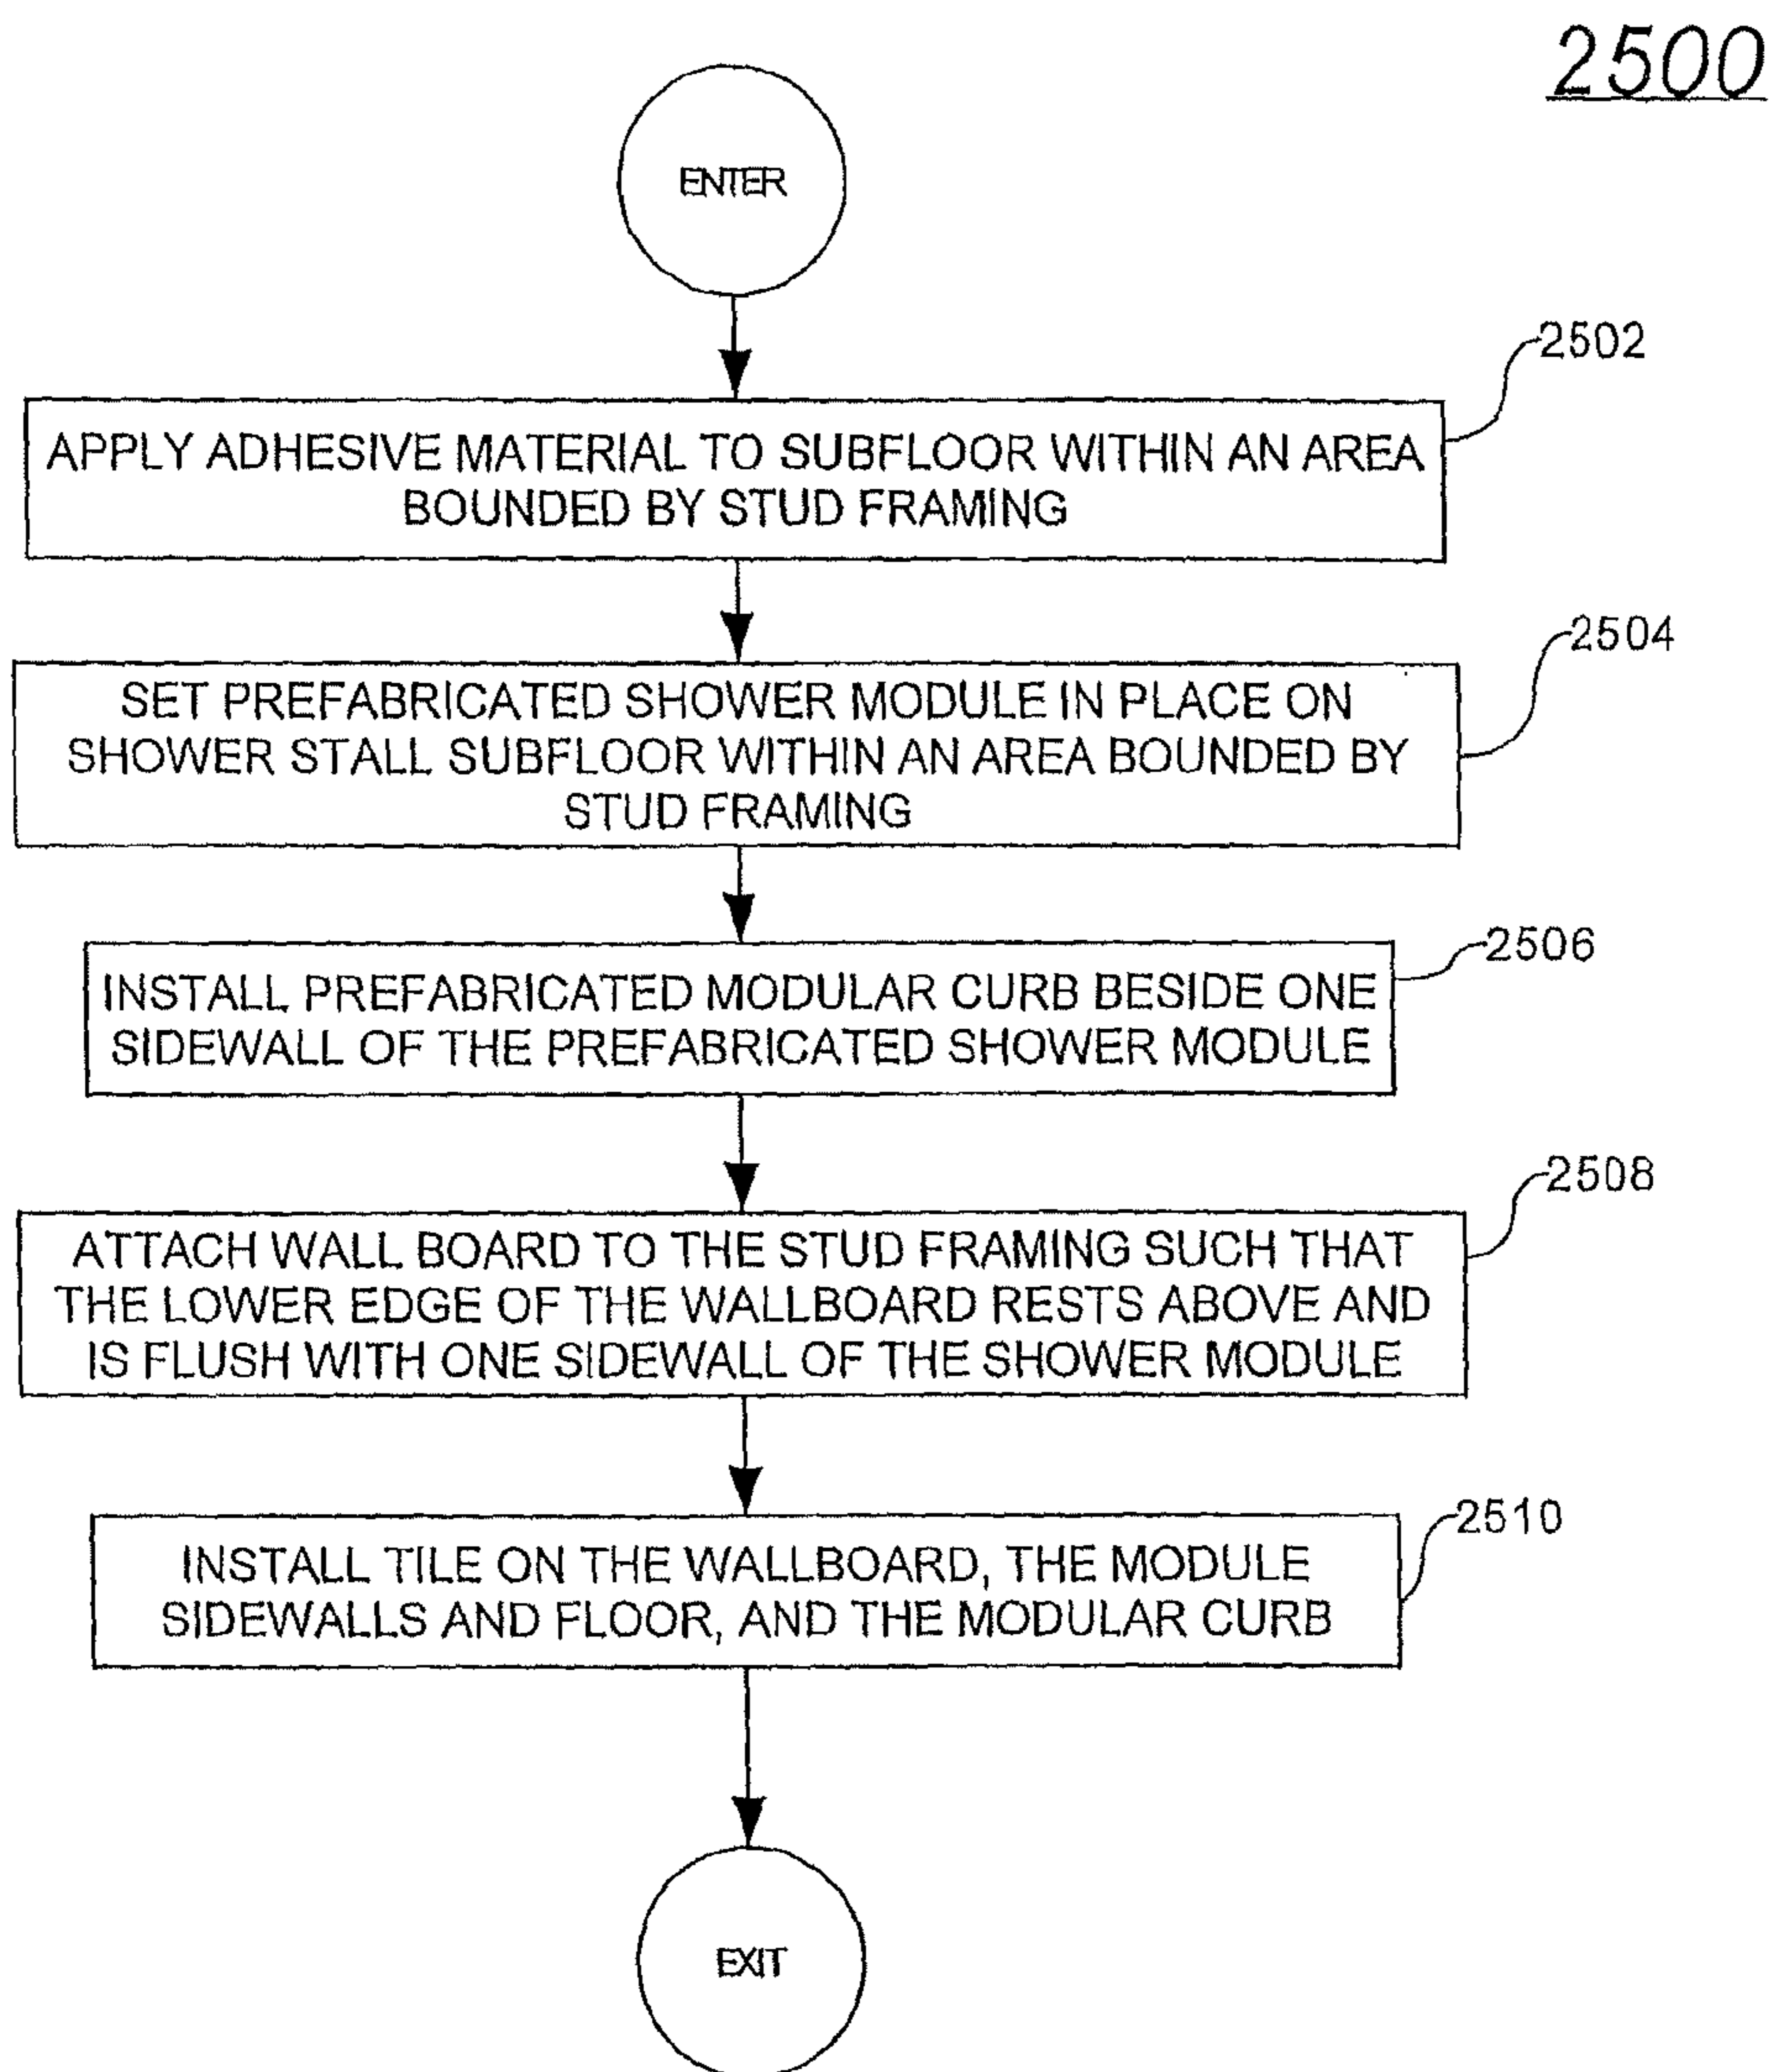 2500
ENTER
2502
APPLY ADHESIVE MATERIAL TO SUBFLOOR WITHIN AN AREA
BOUNDED BY STUD FRAMING
2504
SET PREFABRICATED SHOWER MODULE IN PLACE ON
SHOWER STALL SUBFLOOR WITHIN AN AREA BOUNDED BY
STUD FRAMING
2506
INSTALL PREFABRICATED MODULAR CURB BESIDE ONE
SIDEWALL OF THE PREFABRICATED SHOWER MODULE
2508
ATTACH WALL BOARD TO THE STUD FRAMING SUCH THAT
THE LOWER EDGE OF THE WALLBOARD RESTS ABOVE AND
IS FLUSH WITH ONE SIDEWALL OF THE SHOWER MODULE
2510
INSTALL TILE ON THE WALLBOARD, THE MODULE
SIDEWALLS AND FLOOR, AND THE MODULAR CURB
EXIT